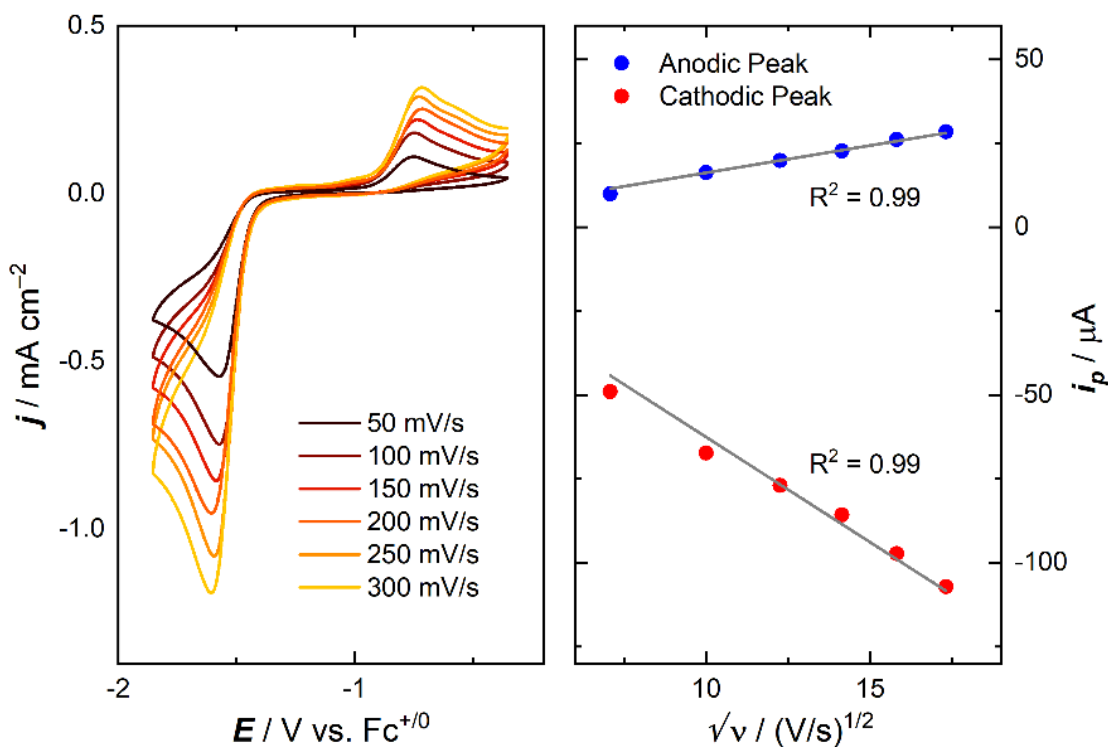 0.5
0.0
-0.5
-1.0
j / mA cm⁻²
50 mV/s
100 mV/s
150 mV/s
200 mV/s
250 mV/s
300 mV/s
-2
-1
E / V vs. Fc⁺/⁰
Anodic Peak
Cathodic Peak
R² = 0.99
R² = 0.99
50
0
-50
-100
iₚ / μA
10
15
√ν / (V/s)¹/²